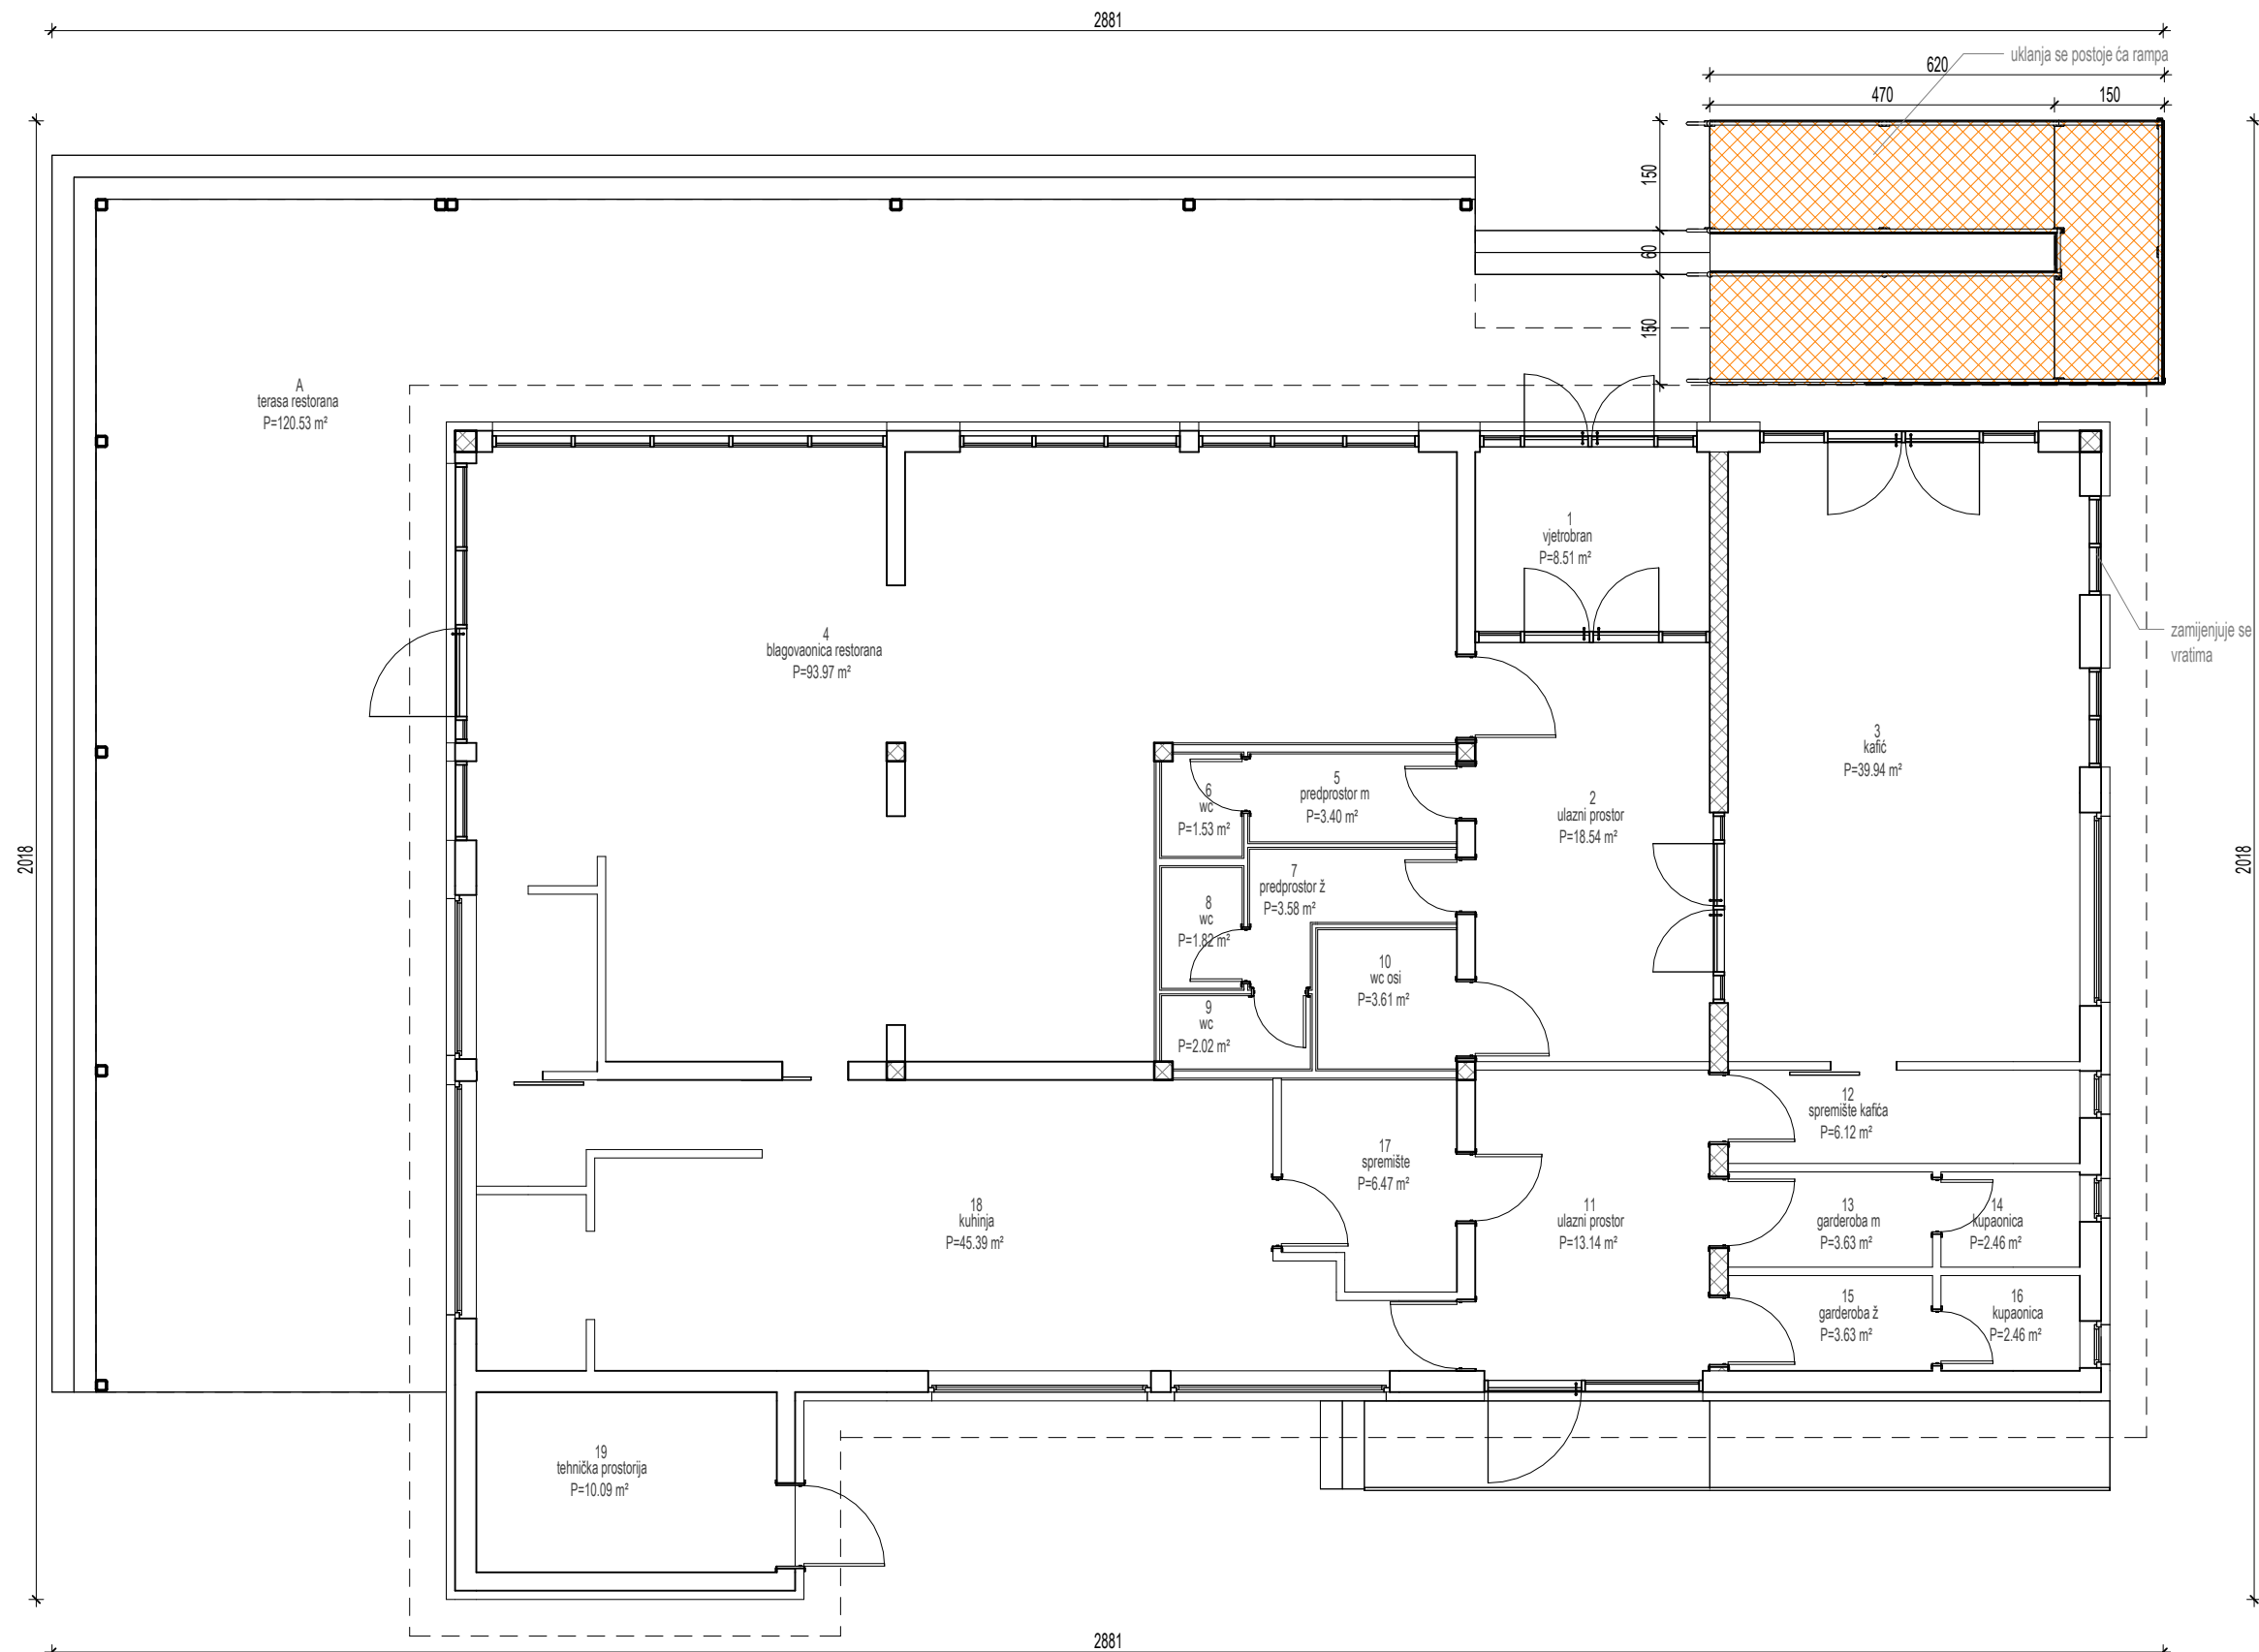 2881
uklanja se postoje ća rampa
620
470
150
150
60
150
A
terasa restorana
P=120.53 m²
1
vjetrobran
P=8.51 m²
4
blagovaonica restorana
P=93.97 m²
zamijenjuje se
vratima
3
kafić
P=39.94 m²
5
predprostor m
P=3.40 m²
6
wc
P=1.53 m²
2
ulazni prostor
P=18.54 m²
2018
2018
7
predprostor ž
P=3.58 m²
8
wc
P=1.82 m²
10
wc osi
P=3.61 m²
9
wc
P=2.02 m²
12
spremište kafića
P=6.12 m²
17
spremište
P=6.47 m²
18
kuhinja
P=45.39 m²
11
ulazni prostor
P=13.14 m²
13
garderoba m
P=3.63 m²
14
kupaonica
P=2.46 m²
15
garderoba ž
P=3.63 m²
16
kupaonica
P=2.46 m²
19
tehnička prostorija
P=10.09 m²
2881